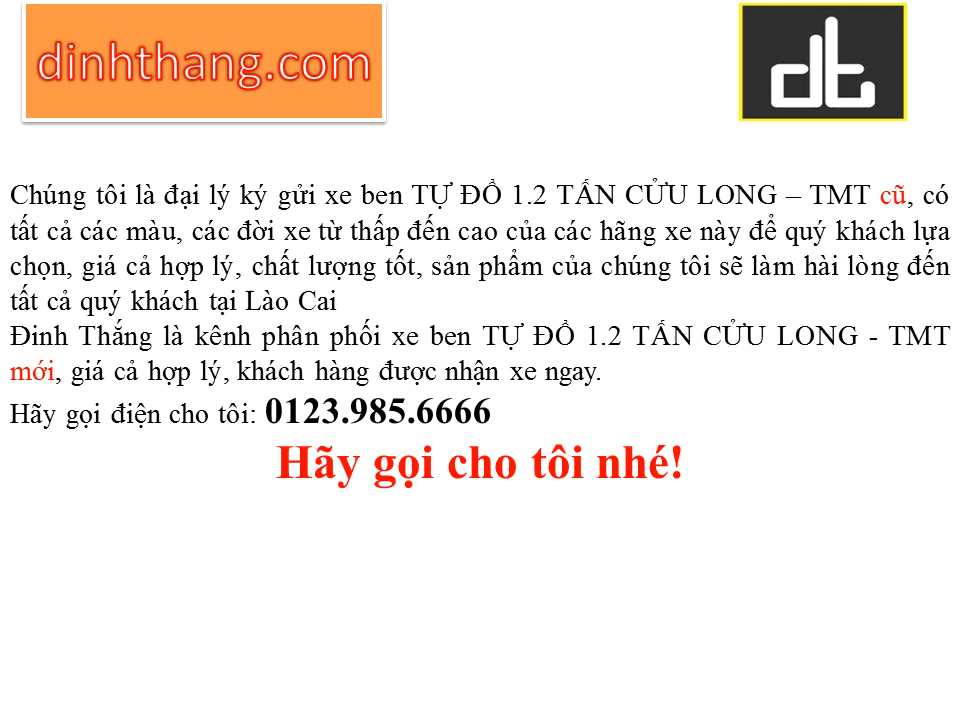 dinhthang.com
dt
Chúng tôi là đại lý ký gửi xe ben TỰ ĐỔ 1.2 TẤN CỬU LONG – TMT cũ, có
tất cả các màu, các đời xe từ thấp đến cao của các hãng xe này để quý khách lựa
chọn, giá cả hợp lý, chất lượng tốt, sản phẩm của chúng tôi sẽ làm hài lòng đến
tất cả quý khách tại Lào Cai
Đinh Thắng là kênh phân phối xe ben TỰ ĐỔ 1.2 TẤN CỬU LONG - TMT
mới, giá cả hợp lý, khách hàng được nhận xe ngay.
Hãy gọi điện cho tôi: 0123.985.6666
Hãy gọi cho tôi nhé!